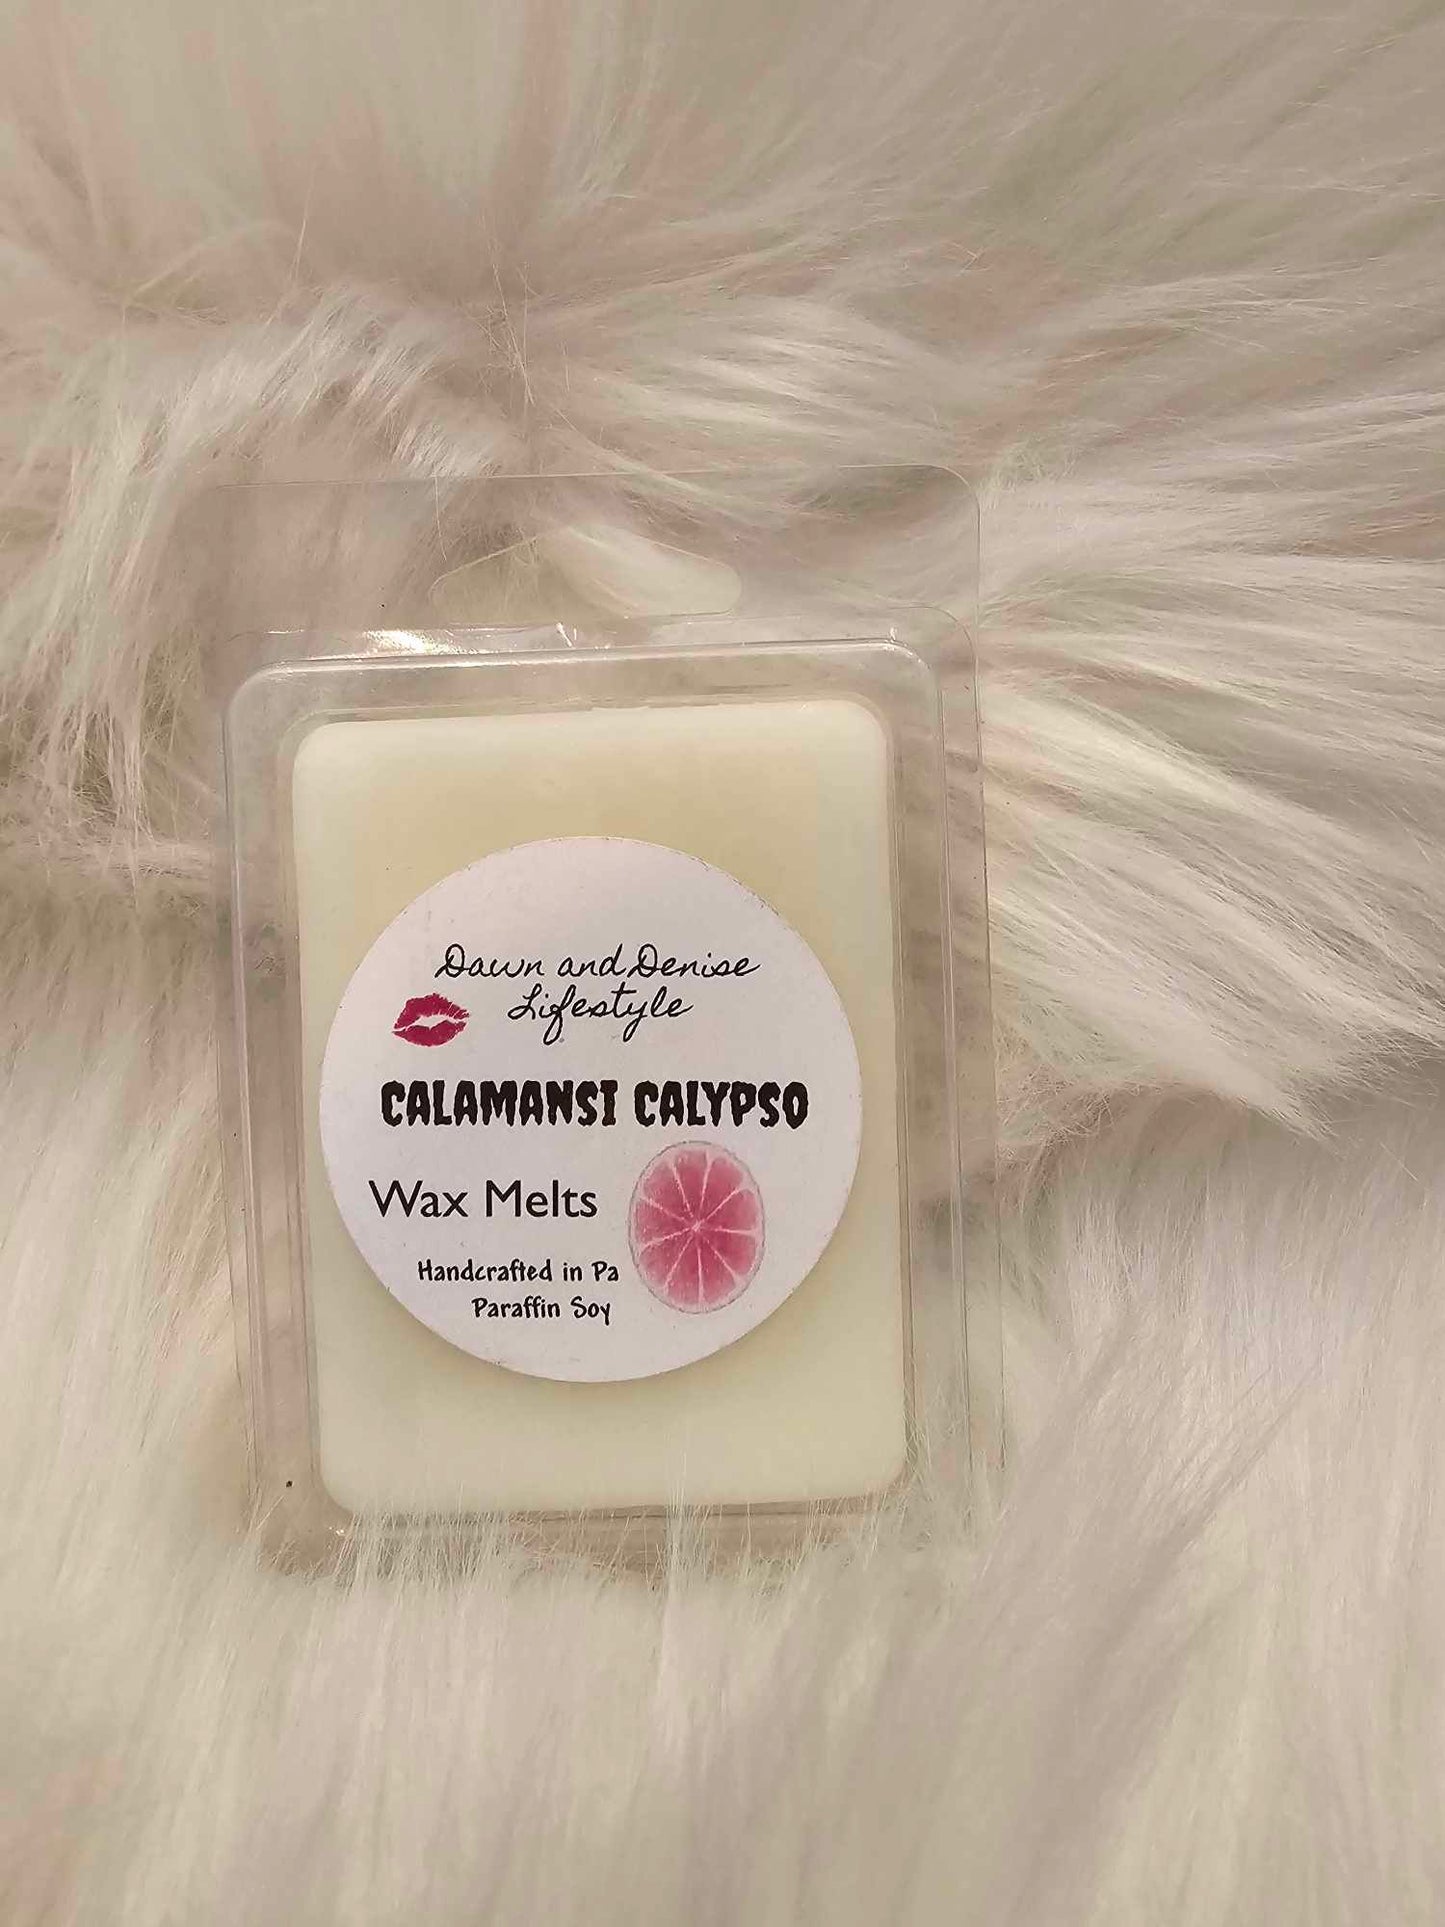 Dawn and Denise
Lifestyle
CALAMANSI CALYPSO
Wax Melts
Handcrafted in Pa
Paraffin Soy